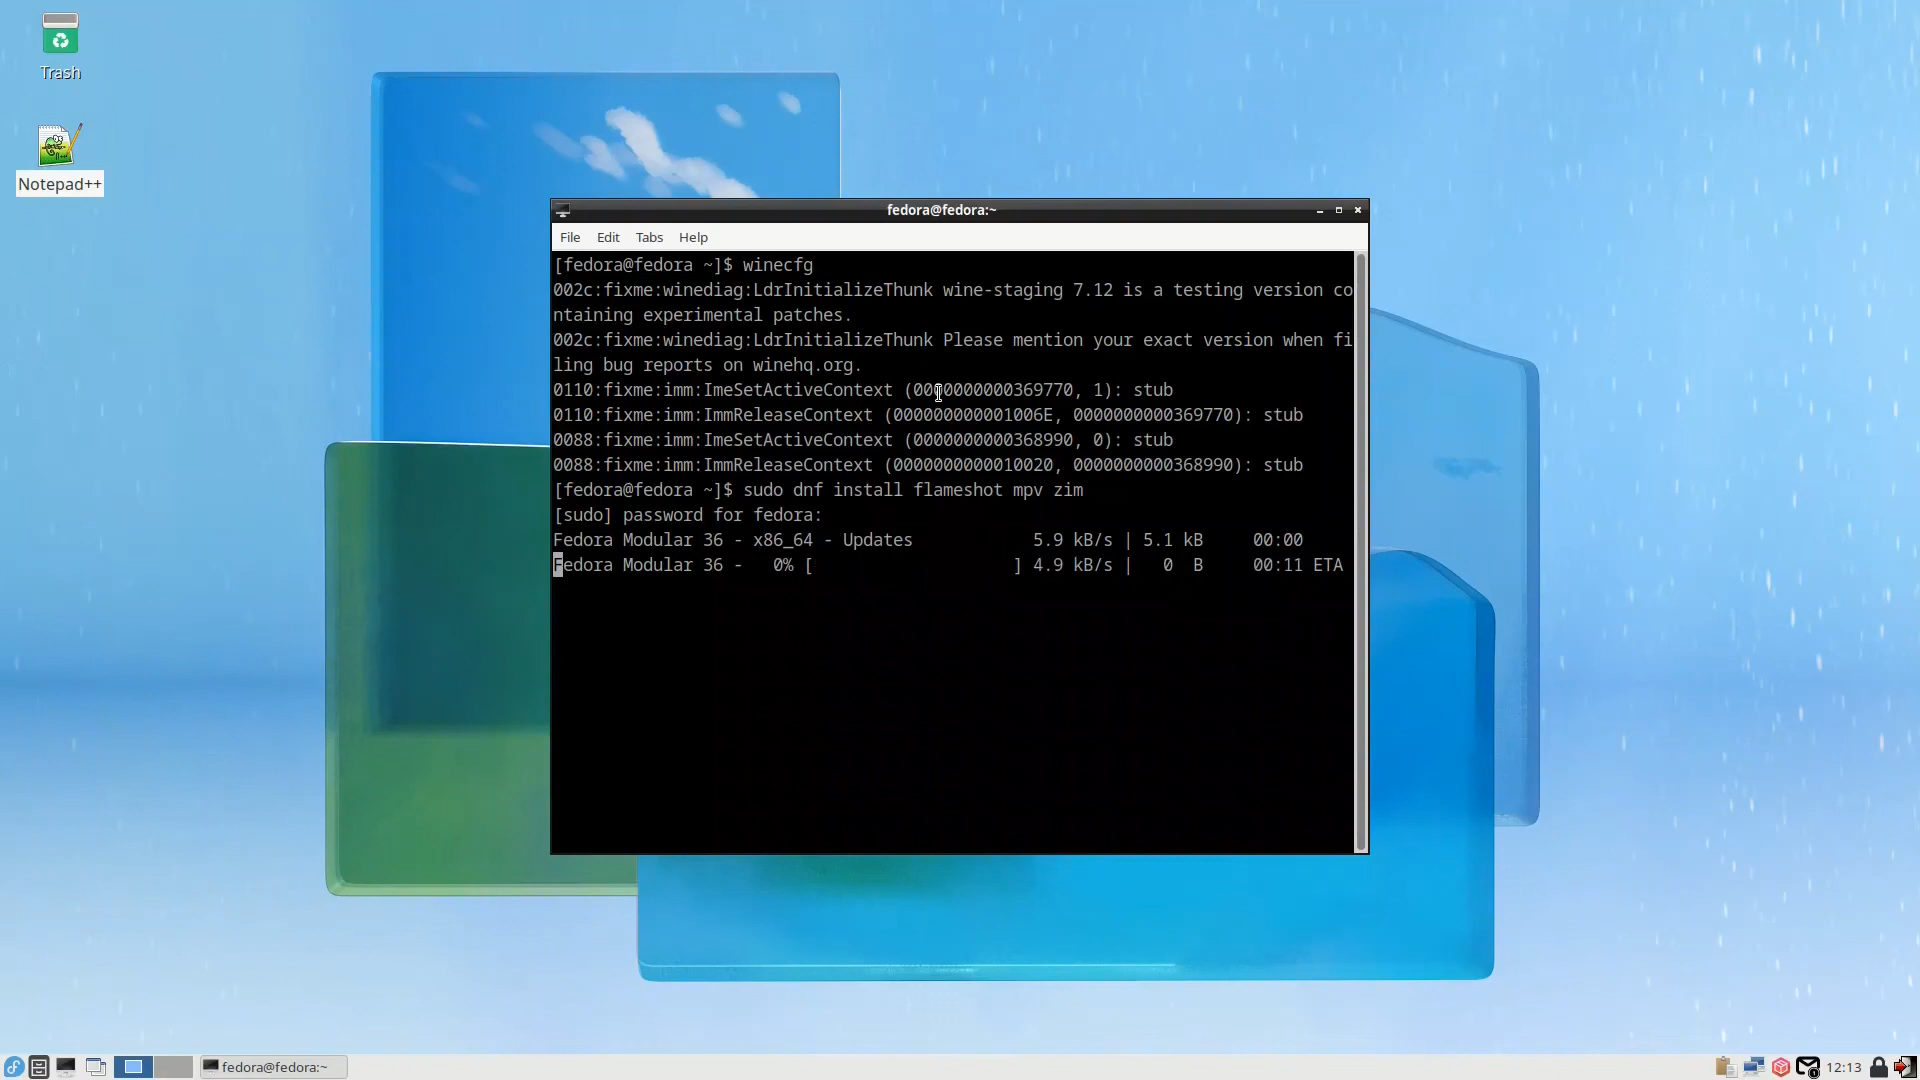 Trash
Notepad++
fedora@fedora:~
File Edit Tabs Help
[fedora@fedora ~]$ winecfg
002c:fixme:winediag:LdrInitializeThunk wine-staging 7.12 is a testing version co
ntaining experimental patches.
002c:fixme:winediag:LdrInitializeThunk Please mention your exact version when fi
ling bug reports on winehq.org.
0110:fixme:imm:ImeSetActiveContext (0000000000369770, 1): stub
0110:fixme:imm:ImmReleaseContext (000000000001006E, 0000000000369770): stub
0088:fixme:imm:ImeSetActiveContext (0000000000368990, 0): stub
0088:fixme:imm:ImmReleaseContext (0000000000010020, 0000000000368990): stub
[fedora@fedora ~]$ sudo dnf install flameshot mpv zim
[sudo] password for fedora:
Fedora Modular 36 - x86_64 - Updates 5.9 kB/s | 5.1 kB 00:00
Fedora Modular 36 - 0% [ ] 4.9 kB/s | 0 B 00:11 ETA
fedora@fedora:~
12:13